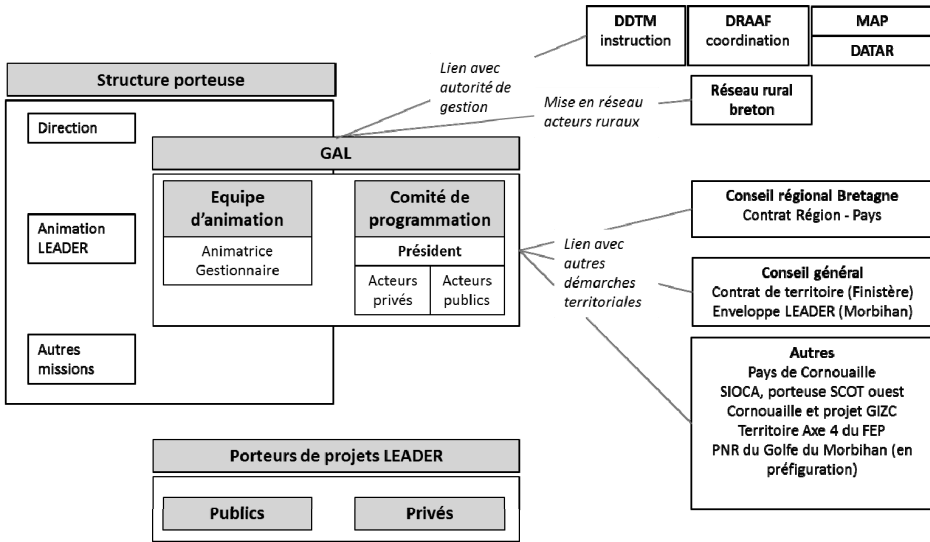 DDTM
instruction
DRAAF
coordination
MAP
DATAR
Structure porteuse
Lien avec
autorité de
gestion
Mise en réseau
acteurs ruraux
Réseau rural
breton
Direction
GAL
Equipe
d'animation
Animatrice
Gestionnaire
Comité de
programmation
Président
Acteurs
privés
Acteurs
publics
Animation
LEADER
Autres
missions
Lien avec
autres
démarches
territoriales
Conseil régional Bretagne
Contrat Région - Pays
Conseil général
Contrat de territoire (Finistère)
Enveloppe LEADER (Morbihan)
Autres
Pays de Cornouaille
SIOCA, porteuse SCOT ouest
Cornouaille et projet GIZC
Territoire Axe 4 du FEP
PNR du Golfe du Morbihan (en
préfiguration)
Porteurs de projets LEADER
Publics
Privés